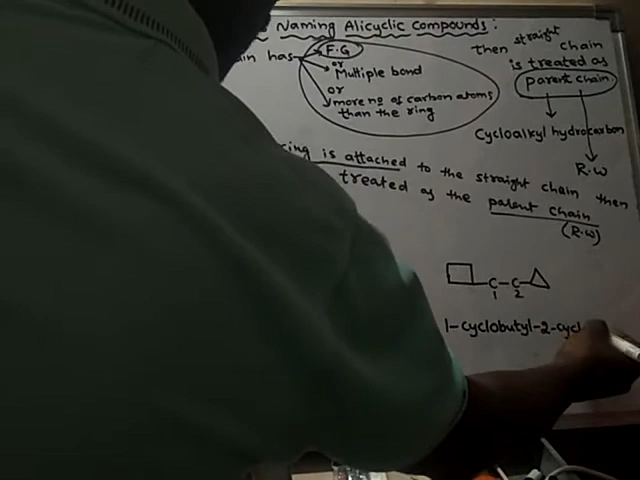 Naming Alicyclic Compounds:
has F.G
or
Multiple bond
or
more no of carbon atoms
than the ring
then straight chain
is treated as
parent chain
Cycloalkyl hydrocarbon
R.W
ring is attached to the straight chain then
treated as the parent chain
(R.W)
C-C
1 2
1-cyclobutyl-2-cycl